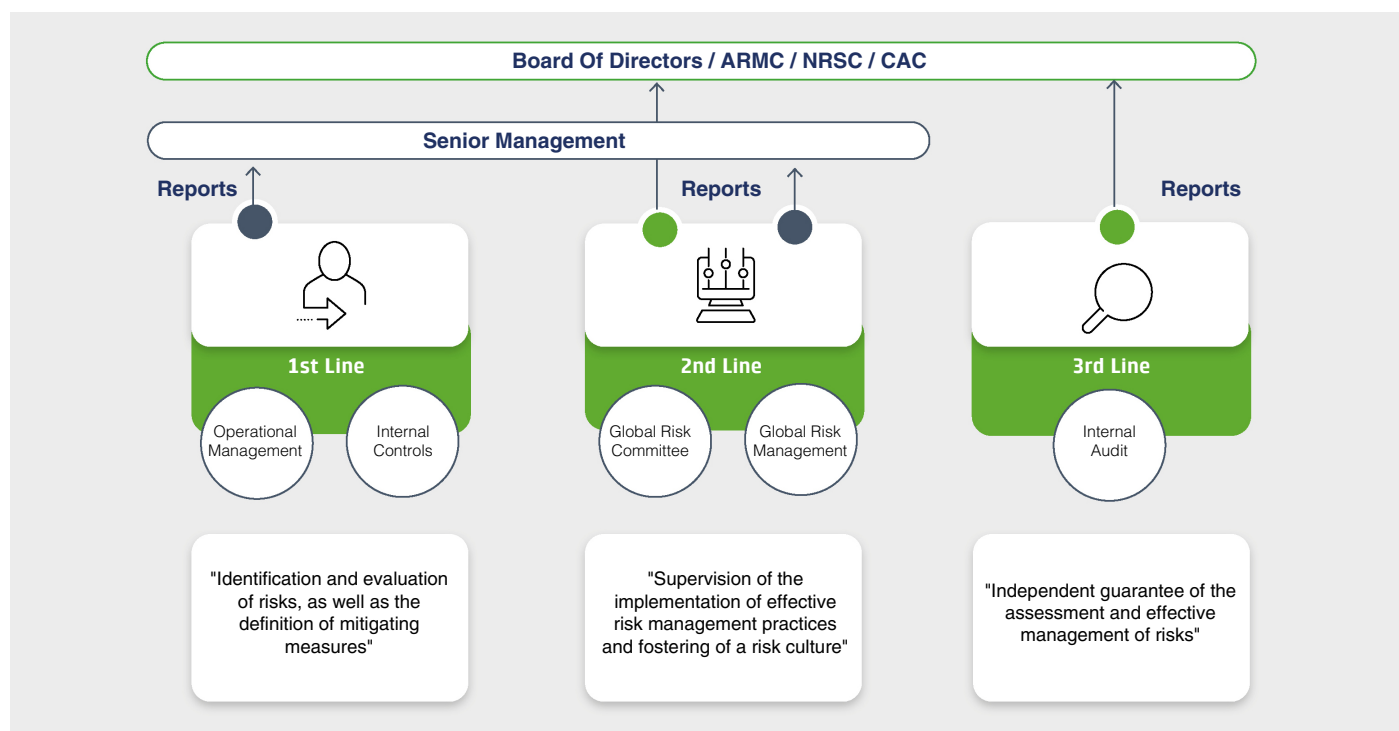 Board Of Directors / ARMC / NRSC / CAC
Senior Management
Reports
Reports
Reports
1st Line
2nd Line
3rd Line
Operational
Management
Internal
Controls
Global Risk
Committee
Global Risk
Management
Internal
Audit
"Identification and evaluation
of risks, as well as the
definition of mitigating
measures"
"Supervision of the
implementation of effective
risk management practices
and fostering of a risk culture"
"Independent guarantee of the
assessment and effective
management of risks"